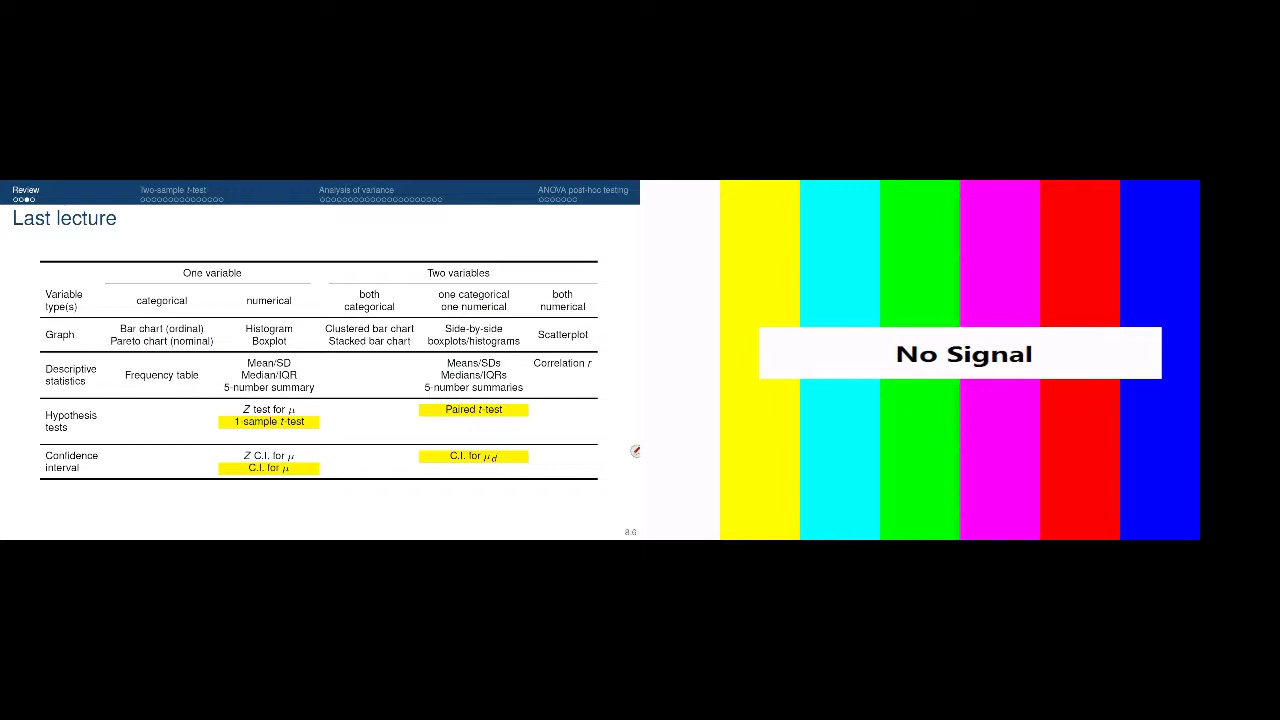 Review Two-sample t-test Analysis of variance ANOVA post-hoc testing
Last lecture
One variable Two variables
Variable type(s) categorical numerical both categorical one categorical one numerical both numerical
Graph Bar chart (ordinal) Histogram Clustered bar chart Side-by-side Scatterplot
Pareto chart (nominal) Boxplot Stacked bar chart boxplots/histograms
Descriptive statistics Frequency table Mean/SD Means/SDs Correlation r
Median/IQR Medians/IQRs
5-number summary 5-number summaries
Hypothesis tests Z test for μ Paired t-test
1-sample t-test
Confidence interval Z C.I. for μ C.I. for μd
C.I. for μ
8:6
No Signal